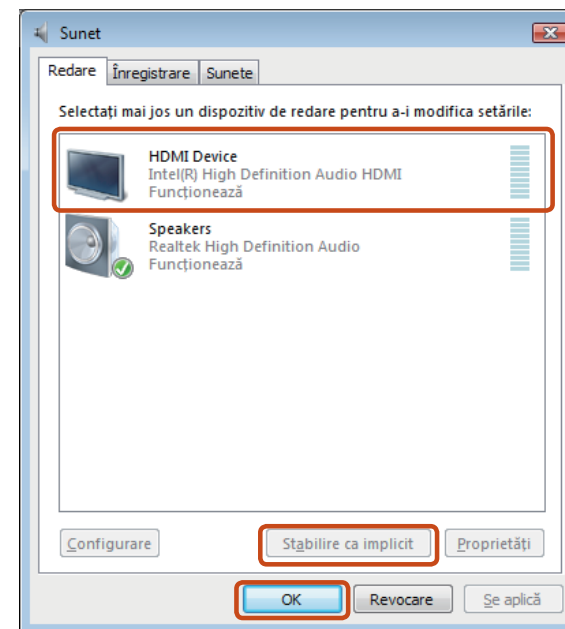 Sunet
Redare Înregistrare Sunete
Selectați mai jos un dispozitiv de redare pentru a-i modifica setările:
HDMI Device
Intel(R) High Definition Audio HDMI
Funcționează
Speakers
Realtek High Definition Audio
Funcționează
Configurare Stabilire ca implicit Proprietăți
OK Revocare Se aplică